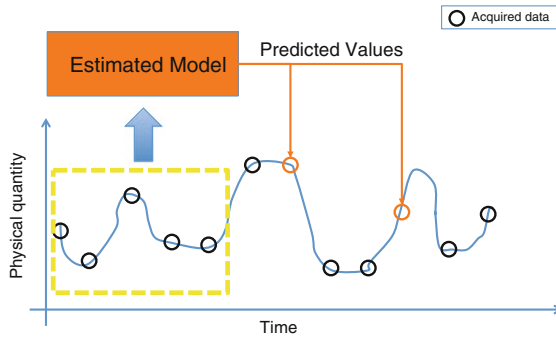 Acquired data
Estimated Model
Predicted Values
Physical quantity
Time